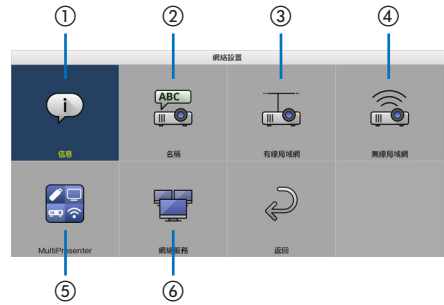 ① ② ③ ④
網絡設置
ABC
i
信息 名稱 有線局域網 無線局域網
MultiPresenter 網絡服務 返回
⑤ ⑥